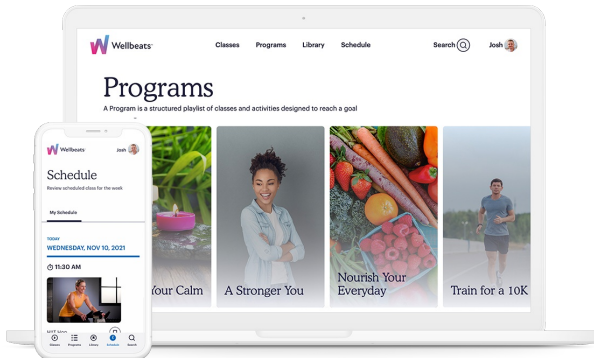 Wellbeats
Classes Programs Library Schedule
Search Josh
Programs
A Program is a structured playlist of classes and activities designed to reach a goal
Your Calm
A Stronger You
Nourish Your
Everyday
Train for a 10K
Wellbeats
Josh
Schedule
Review scheduled class for the week
My Schedule
TODAY
WEDNESDAY, NOV 10, 2021
11:30 AM
Classes Programs Library Schedule Search